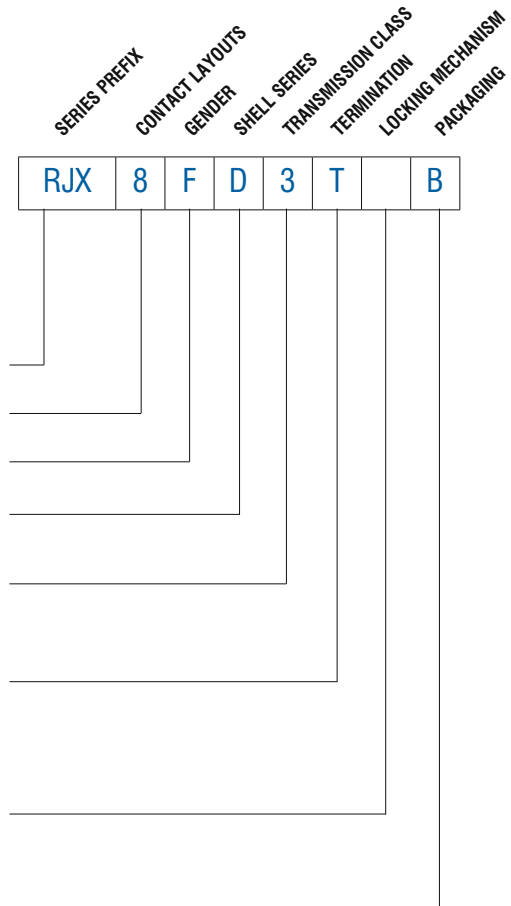 SERIES PREFIX
CONTACT LAYOUTS
GENDER
SHELL SERIES
TRANSMISSION CLASS
TERMINATION
LOCKING MECHANISM
PACKAGING
RJX 8 F D 3 T B